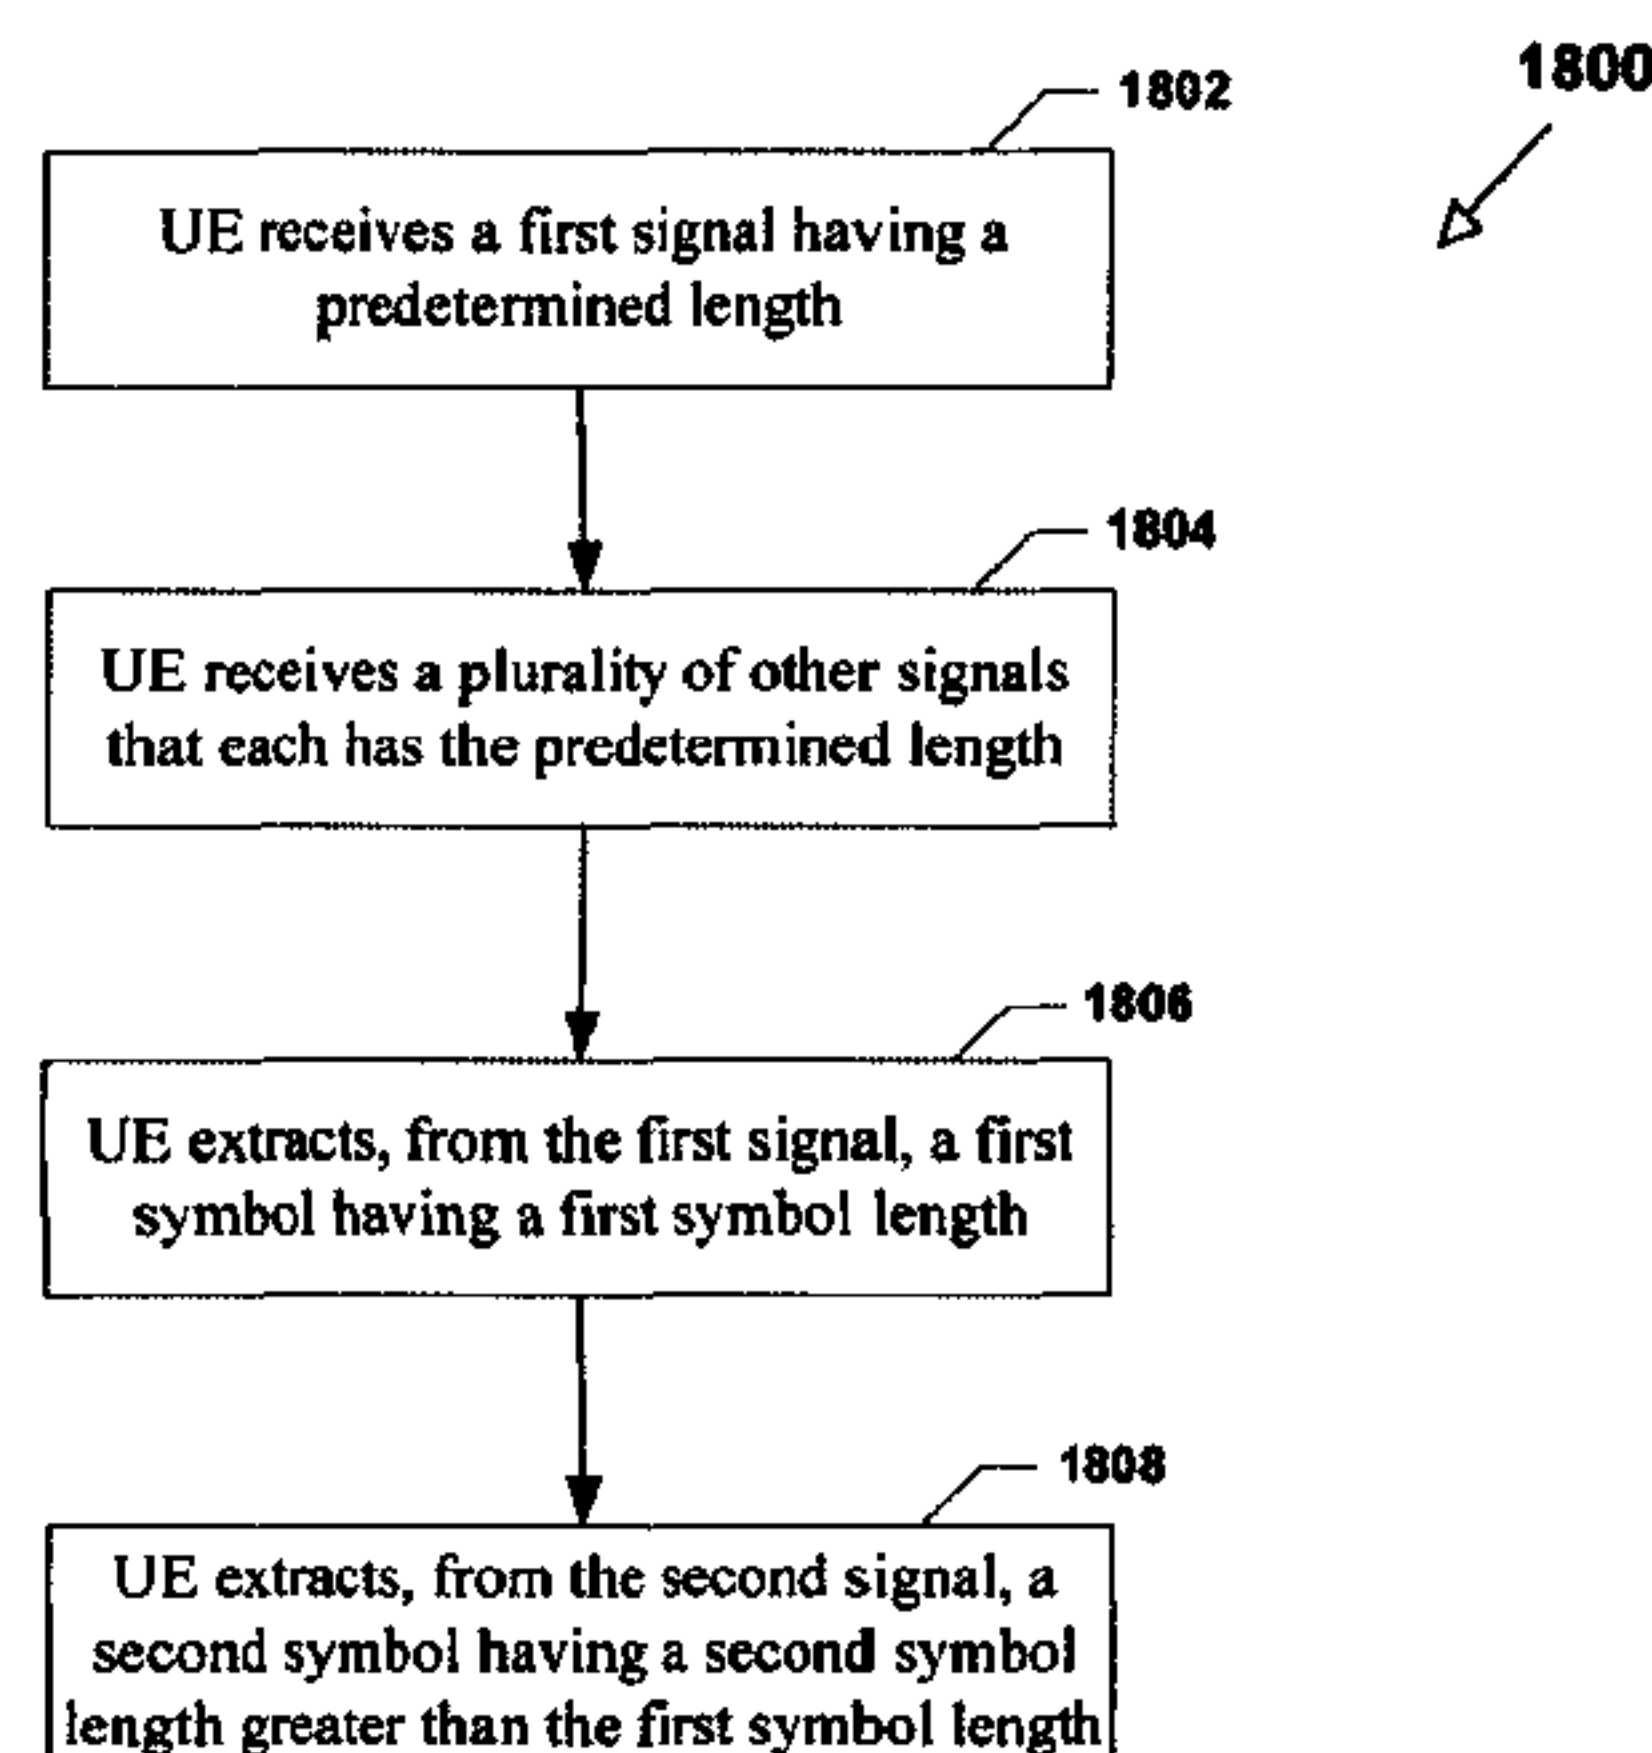 1800
1802
UE receives a first signal having a
predetermined length
1804
UE receives a plurality of other signals
that each has the predetermined length
1806
UE extracts, from the first signal, a first
symbol having a first symbol length
1808
UE extracts, from the second signal, a
second symbol having a second symbol
length greater than the first symbol length